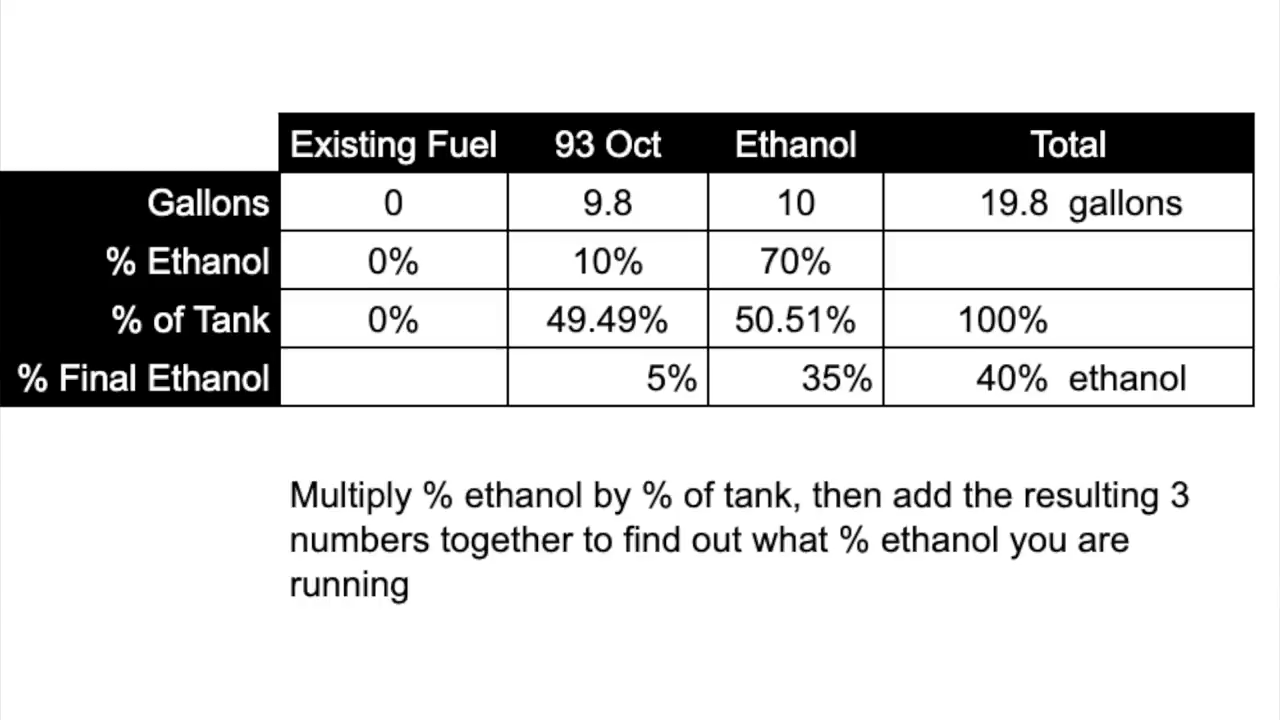 Existing Fuel 93 Oct Ethanol Total
Gallons 0 9.8 10 19.8 gallons
% Ethanol 0% 10% 70%
% of Tank 0% 49.49% 50.51% 100%
% Final Ethanol 5% 35% 40% ethanol
Multiply % ethanol by % of tank, then add the resulting 3
numbers together to find out what % ethanol you are
running